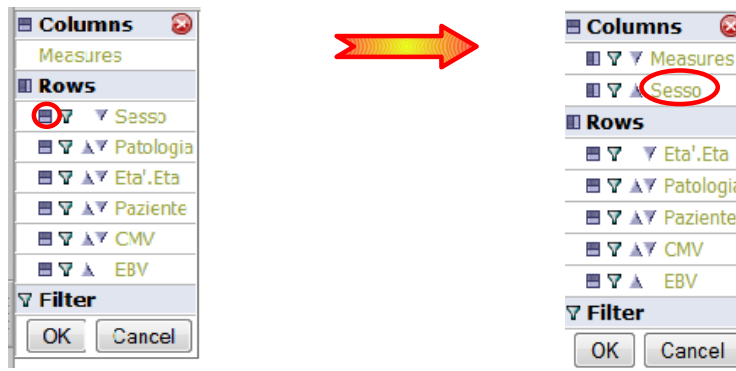 Columns
Measures
Rows
Sesso
Patologia
Eta'.Eta
Paziente
CMV
EBV
Filter
OK Cancel
Columns
Measures
Sesso
Rows
Eta'.Eta
Patologia
Paziente
CMV
EBV
Filter
OK Cancel